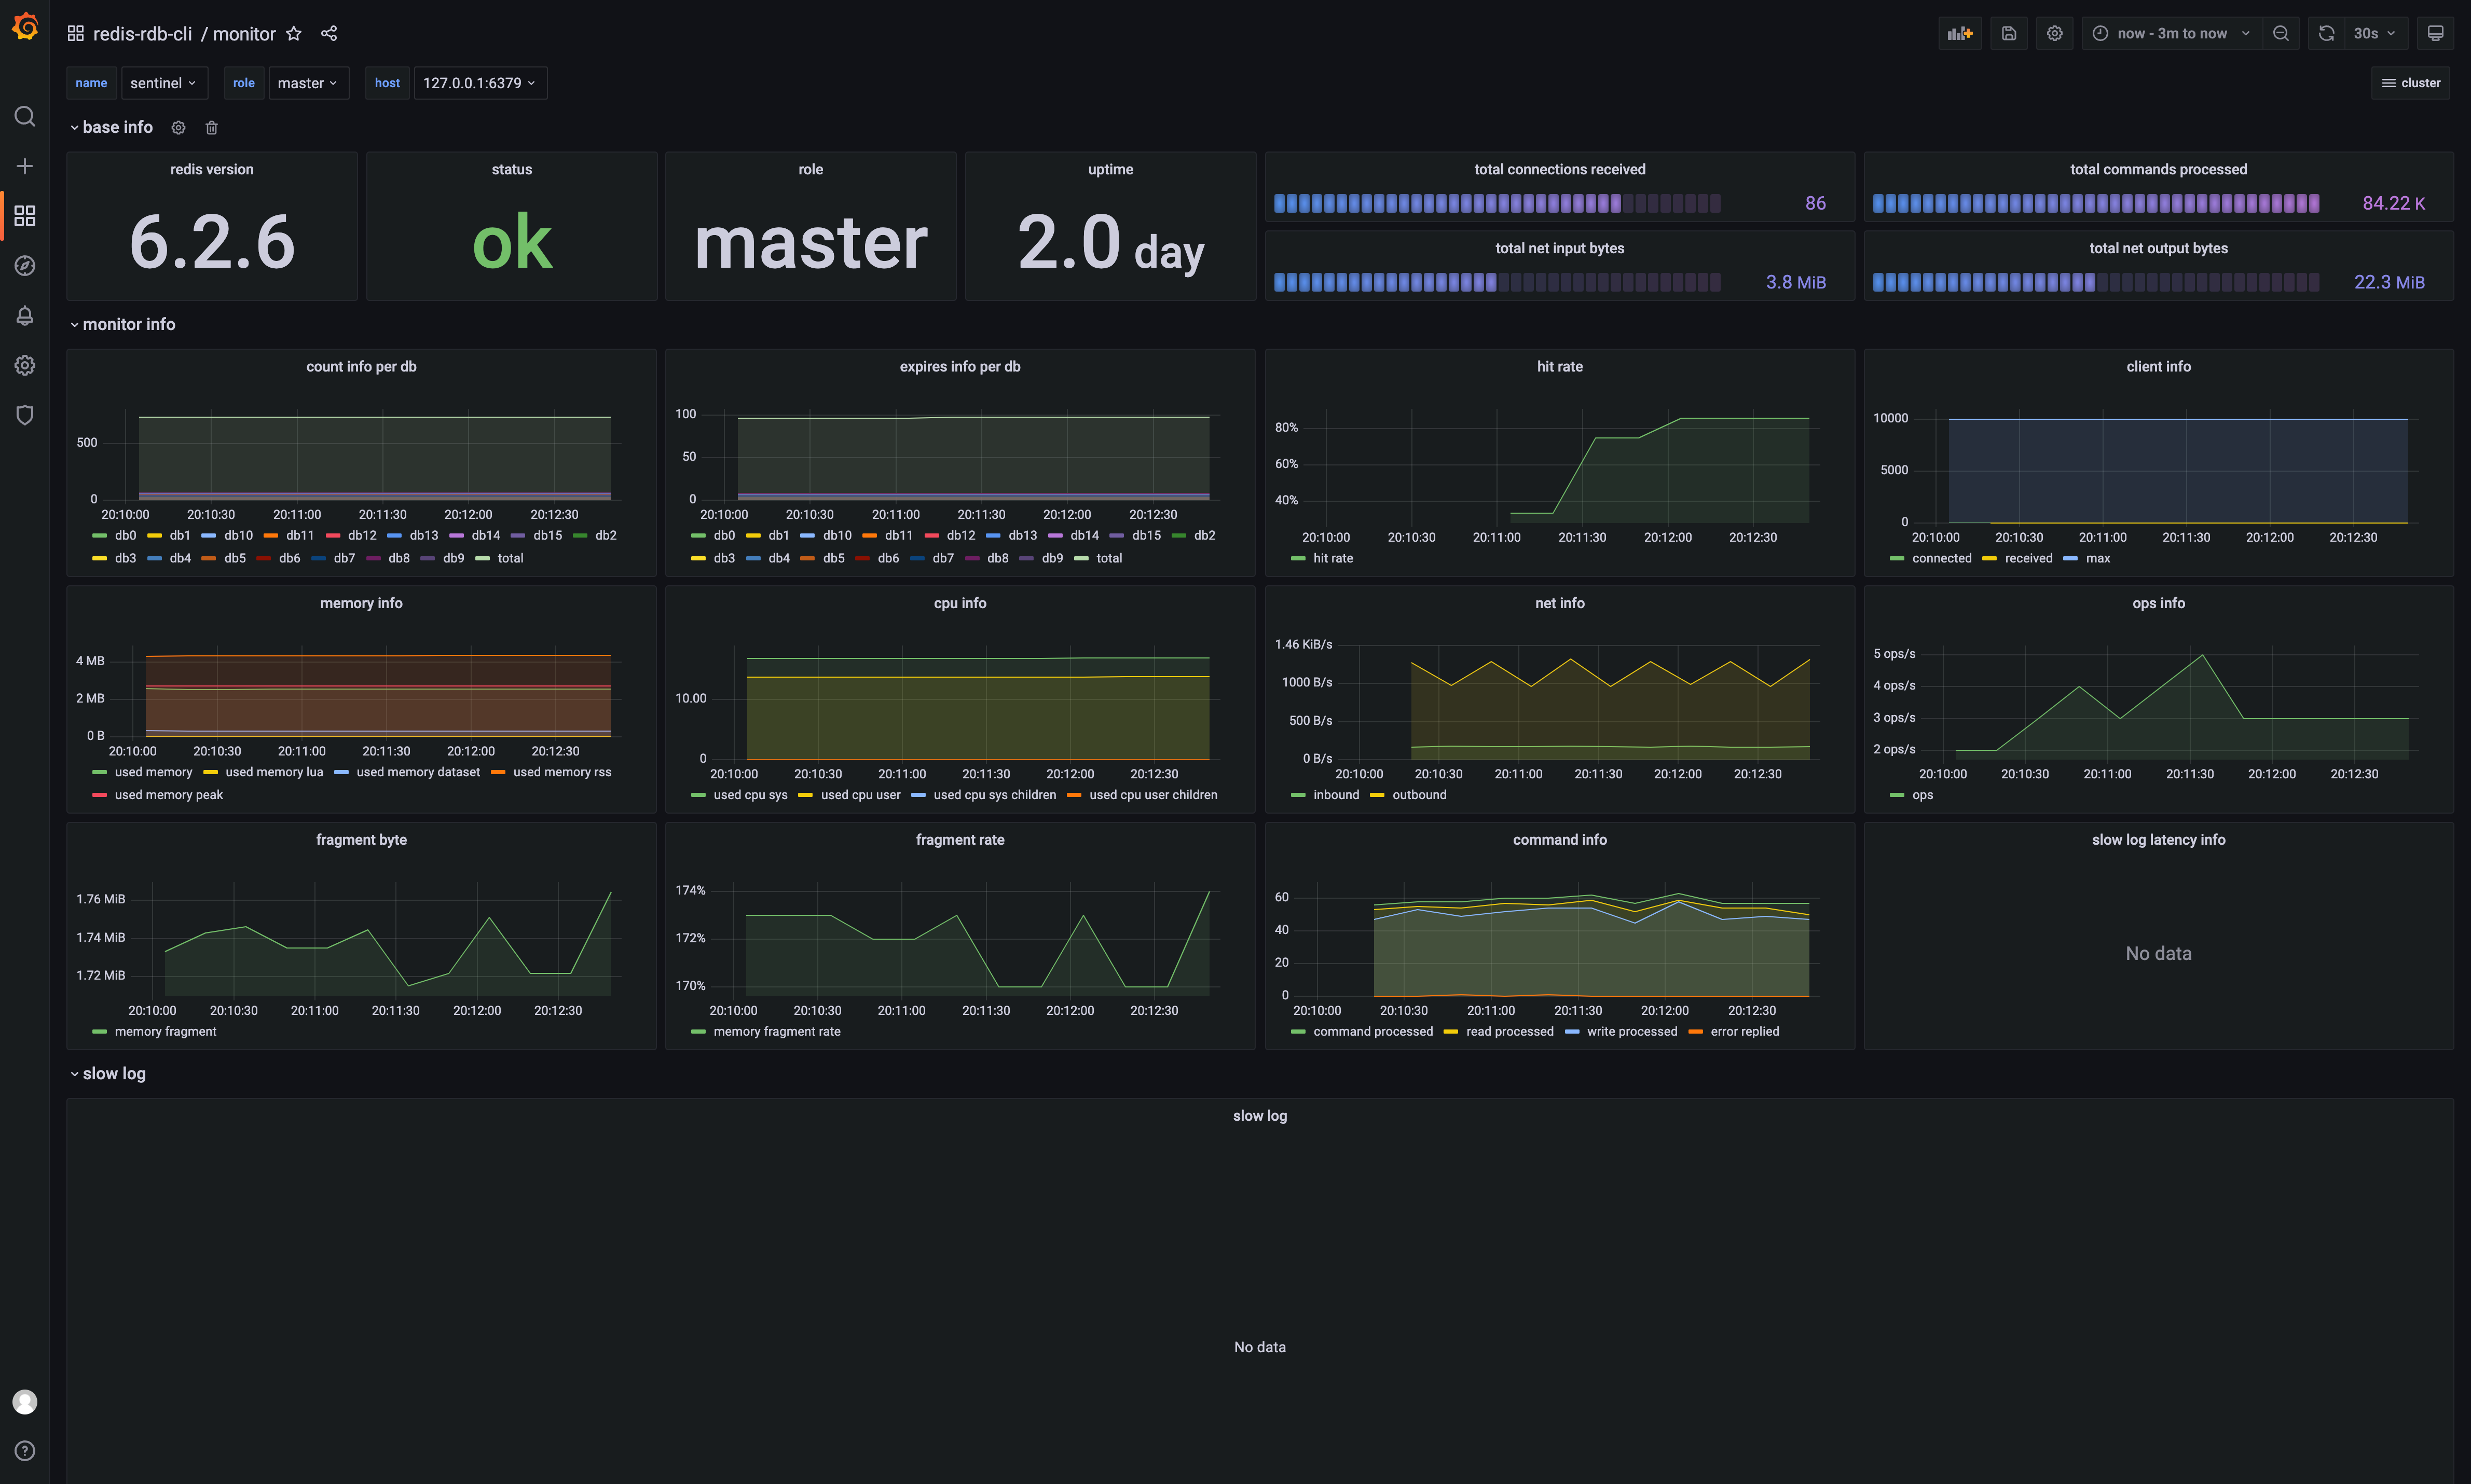 redis-rdb-cli / monitor
now - 3m to now
30s
name sentinel role master host 127.0.0.1:6379
cluster
base info
redis version
6.2.6
status
ok
role
master
uptime
2.0 day
total connections received
86
total commands processed
84.22 K
total net input bytes
3.8 MiB
total net output bytes
22.3 MiB
monitor info
count info per db
500
0
20:10:00 20:10:30 20:11:00 20:11:30 20:12:00 20:12:30
db0 db1 db10 db11 db12 db13 db14 db15 db2
db3 db4 db5 db6 db7 db8 db9 total
expires info per db
100
50
0
20:10:00 20:10:30 20:11:00 20:11:30 20:12:00 20:12:30
db0 db1 db10 db11 db12 db13 db14 db15 db2
db3 db4 db5 db6 db7 db8 db9 total
hit rate
80%
60%
40%
20:10:00 20:10:30 20:11:00 20:11:30 20:12:00 20:12:30
hit rate
client info
10000
5000
0
20:10:00 20:10:30 20:11:00 20:11:30 20:12:00 20:12:30
connected received max
memory info
4 MB
2 MB
0 B
20:10:00 20:10:30 20:11:00 20:11:30 20:12:00 20:12:30
used memory used memory lua used memory dataset used memory rss
used memory peak
cpu info
10.00
0
20:10:00 20:10:30 20:11:00 20:11:30 20:12:00 20:12:30
used cpu sys used cpu user used cpu sys children used cpu user children
net info
1.46 KiB/s
1000 B/s
500 B/s
0 B/s
20:10:00 20:10:30 20:11:00 20:11:30 20:12:00 20:12:30
inbound outbound
ops info
5 ops/s
4 ops/s
3 ops/s
2 ops/s
20:10:00 20:10:30 20:11:00 20:11:30 20:12:00 20:12:30
ops
fragment byte
1.76 MiB
1.74 MiB
1.72 MiB
20:10:00 20:10:30 20:11:00 20:11:30 20:12:00 20:12:30
memory fragment
fragment rate
174%
172%
170%
20:10:00 20:10:30 20:11:00 20:11:30 20:12:00 20:12:30
memory fragment rate
command info
60
40
20
0
20:10:00 20:10:30 20:11:00 20:11:30 20:12:00 20:12:30
command processed read processed write processed error replied
slow log latency info
No data
slow log
slow log
No data